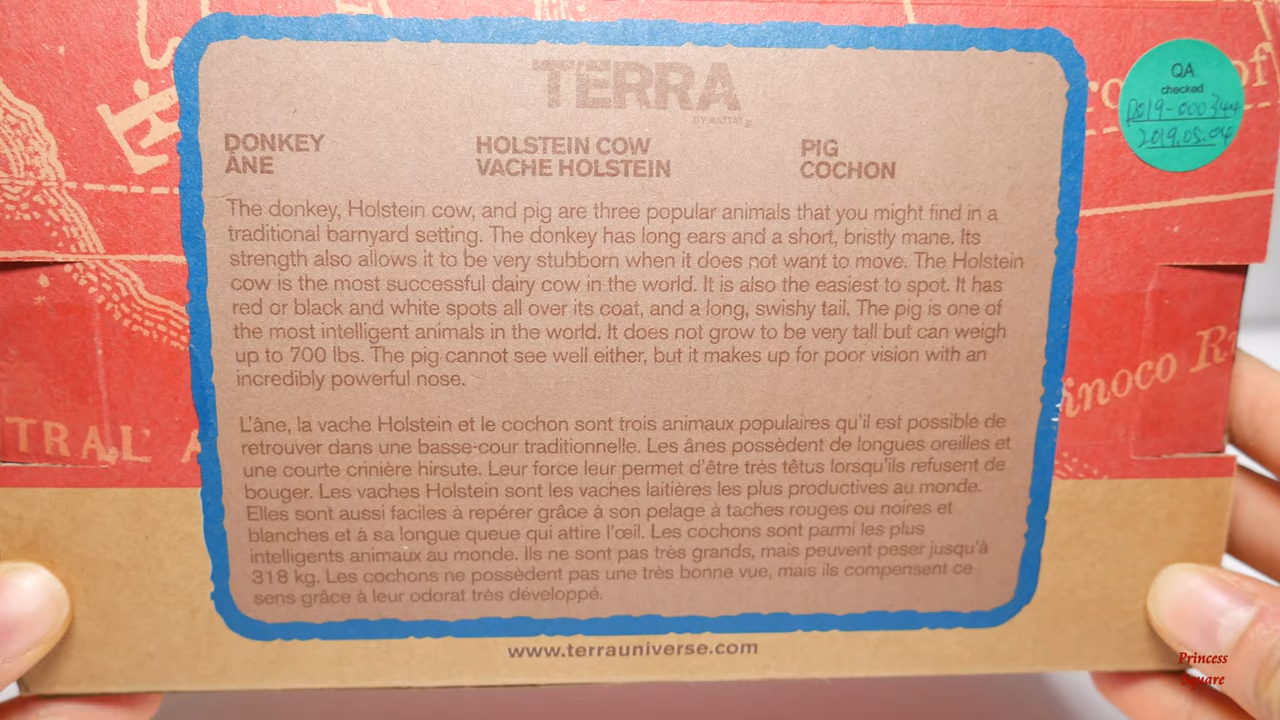 TERRA
BY BATTAT
DONKEY
ÂNE
HOLSTEIN COW
VACHE HOLSTEIN
PIG
COCHON
The donkey, Holstein cow, and pig are three popular animals that you might find in a
traditional barnyard setting. The donkey has long ears and a short, bristly mane. Its
strength also allows it to be very stubborn when it does not want to move. The Holstein
cow is the most successful dairy cow in the world. It is also the easiest to spot. It has
red or black and white spots all over its coat, and a long, swishy tail. The pig is one of
the most intelligent animals in the world. It does not grow to be very tall but can weigh
up to 700 lbs. The pig cannot see well either, but it makes up for poor vision with an
incredibly powerful nose.
L'âne, la vache Holstein et le cochon sont trois animaux populaires qu'il est possible de
retrouver dans une basse-cour traditionnelle. Les ânes possèdent de longues oreilles et
une courte crinière hirsute. Leur force leur permet d'être très têtus lorsqu'ils refusent de
bouger. Les vaches Holstein sont les vaches laitières les plus productives au monde.
Elles sont aussi faciles à repérer grâce à son pelage à taches rouges ou noires et
blanches et à sa longue queue qui attire l'œil. Les cochons sont parmi les plus
intelligents animaux au monde. Ils ne sont pas très grands, mais peuvent peser jusqu'à
318 kg. Les cochons ne possèdent pas une très bonne vue, mais ils compensent ce
sens grâce à leur odorat très développé.
www.terrauniverse.com
QA
checked
2019.05.04
of
TRAL A
noco R
Princess
Square